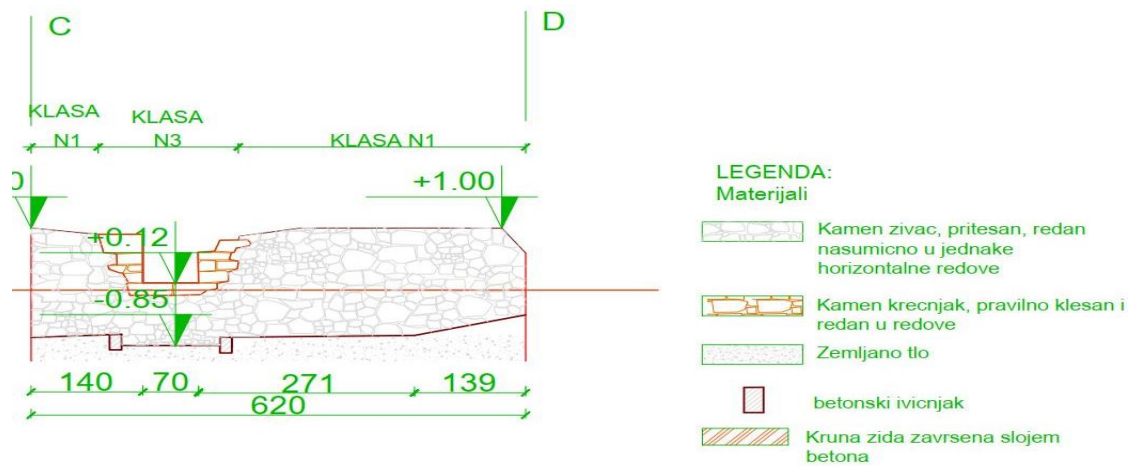 C
D
KLASA
N1
KLASA
N3
KLASA N1
0
+1.00
+0.12
-0.85
140
70
271
139
620
LEGENDA:
Materijali
Kamen zivac, pritesan, redan
nasumicno u jednake
horizontalne redove
Kamen krecnjak, pravilno klesan i
redan u redove
Zemljano tlo
betonski ivicnjak
Kruna zida zavrsena slojem
betona